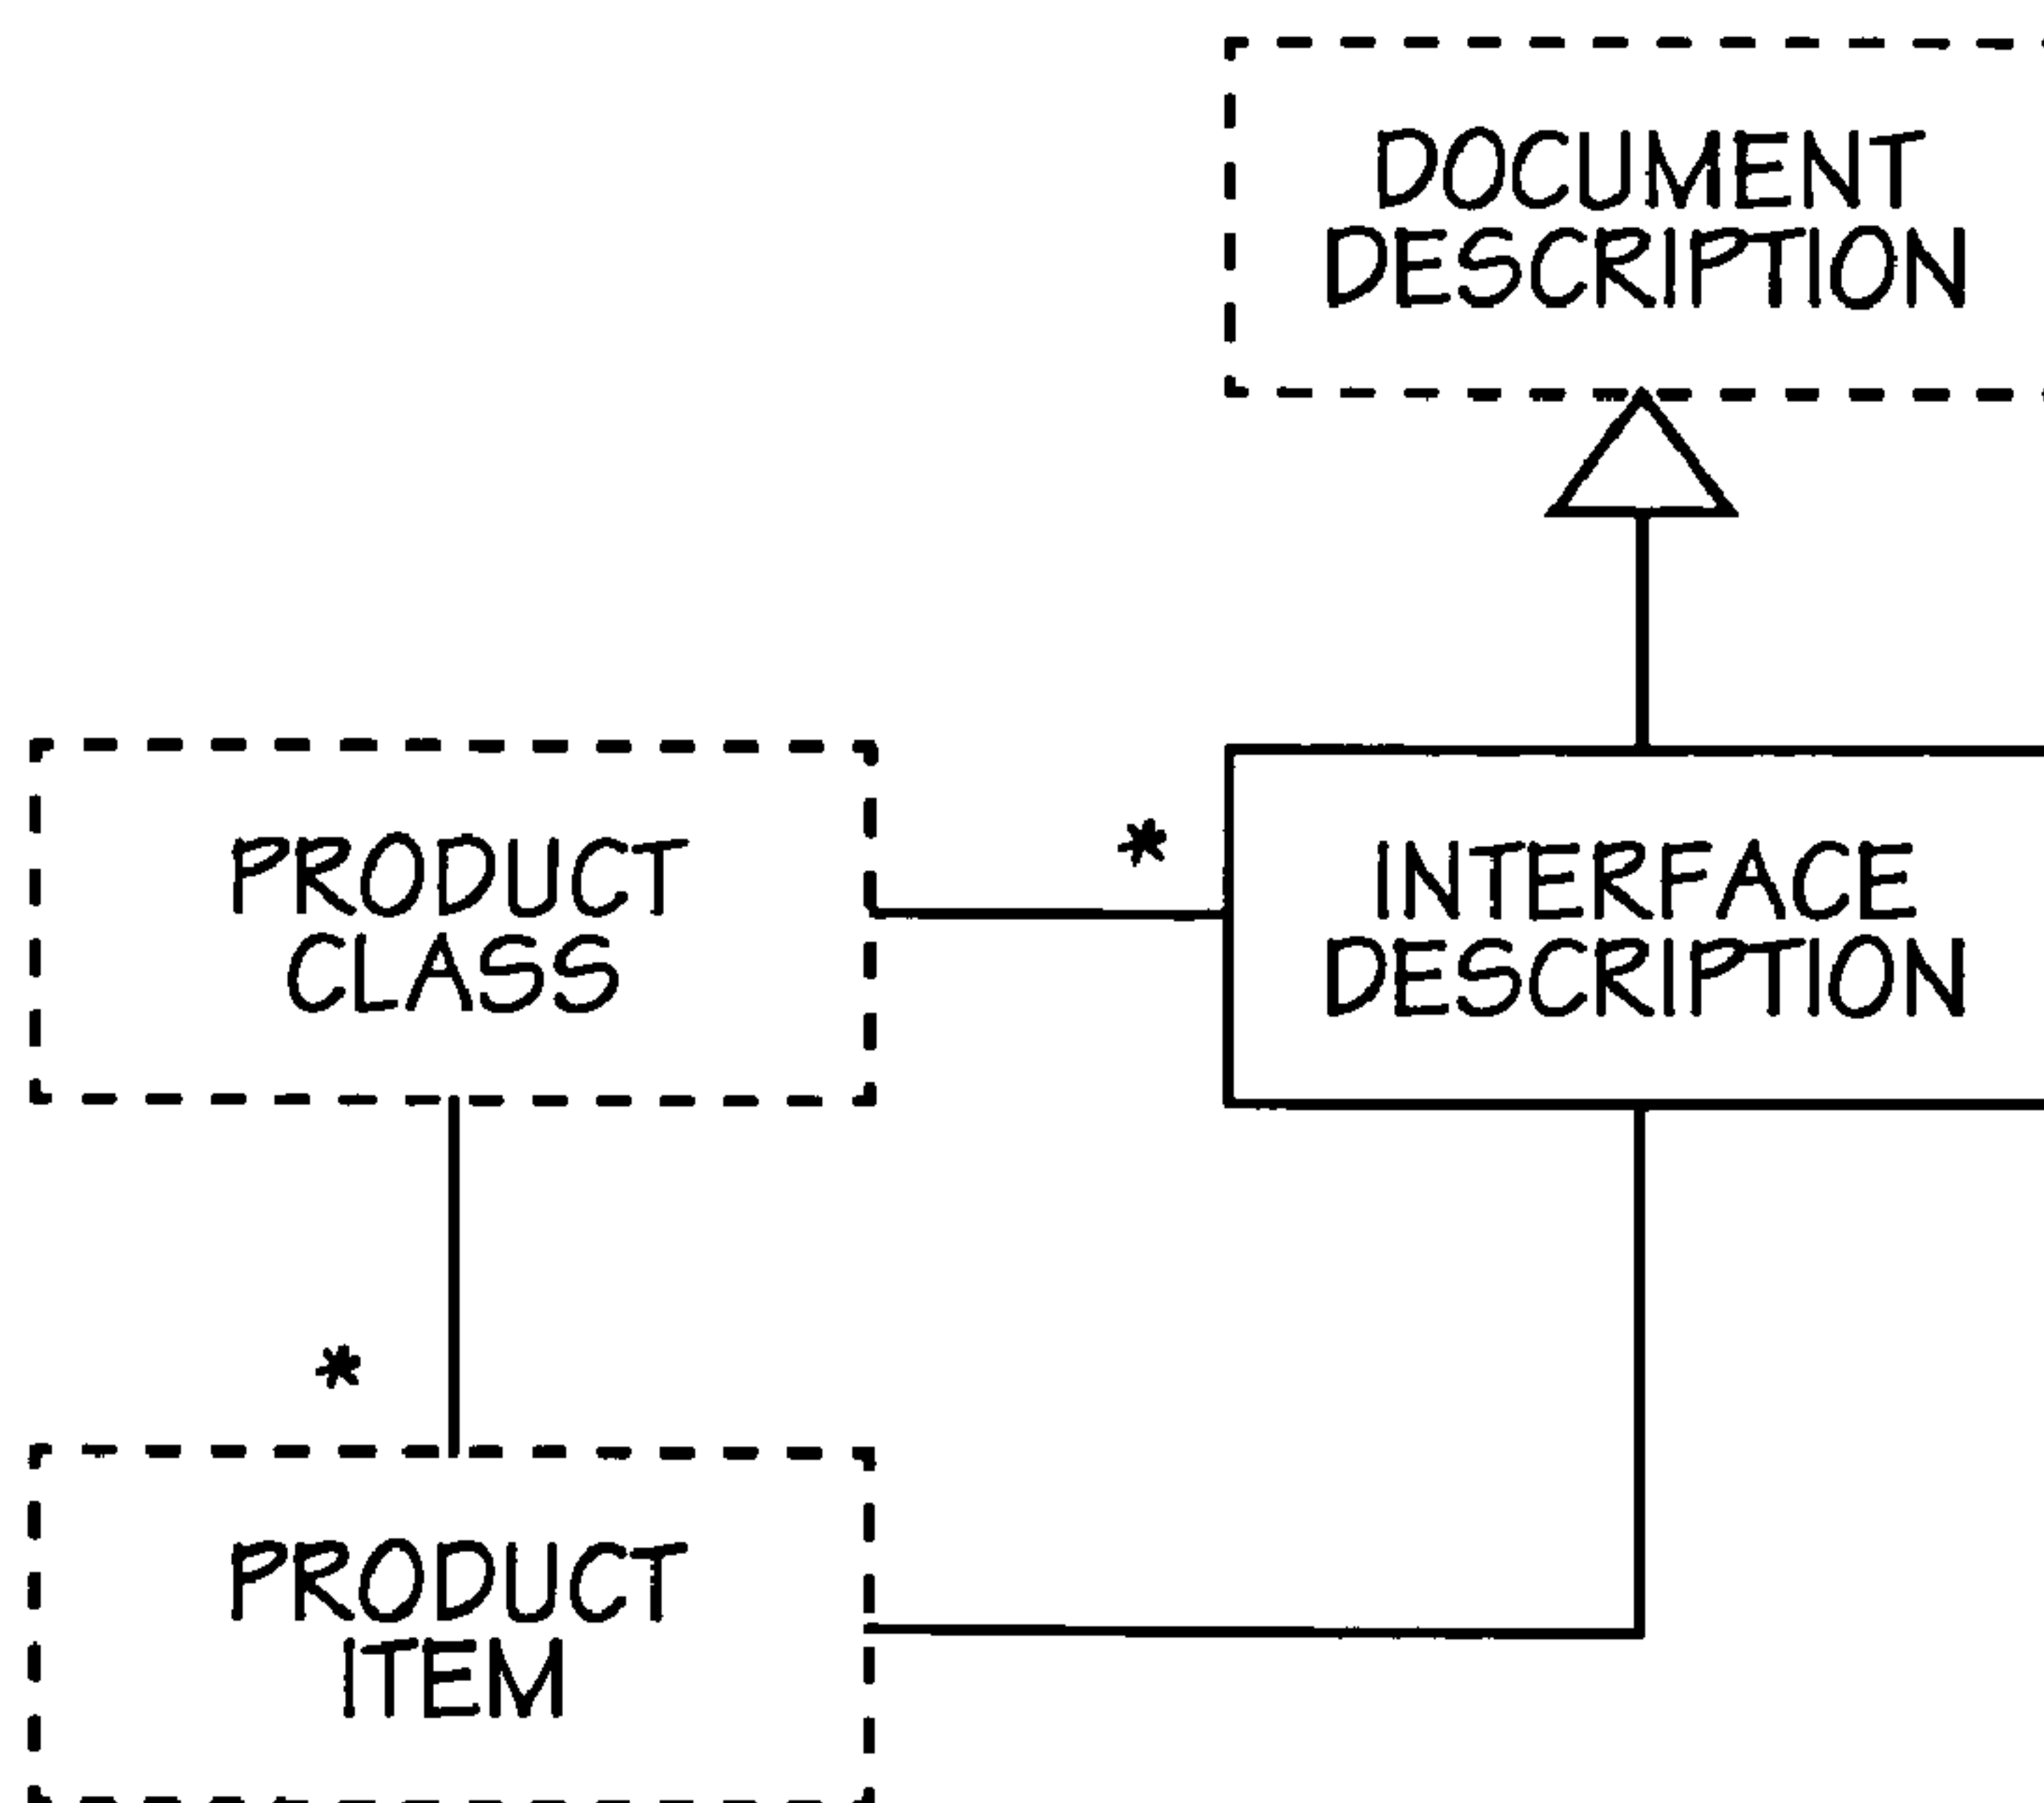 DOCUMENT
DESCRIPTION
PRODUCT
CLASS
*
INTERFACE
DESCRIPTION
*
PRODUCT
ITEM